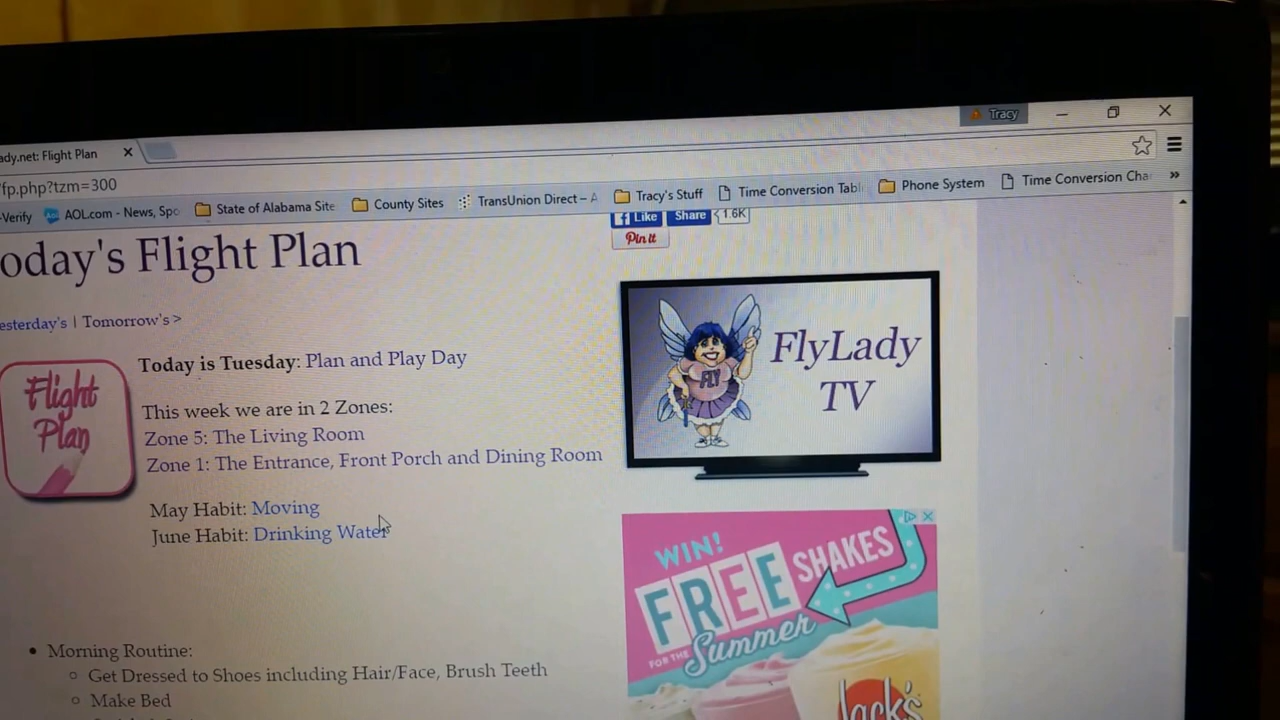 Tracy
ady.net: Flight Plan
fp.php?tzm=300
-Verify
AOL.com - News, Spo
State of Alabama Site
County Sites
TransUnion Direct – A
Tracy's Stuff
Time Conversion Tabl
Phone System
Time Conversion Cha
oday's Flight Plan
Like
Share
1.6K
Pin it
esterday's | Tomorrow's >
Flight
Plan
Today is Tuesday: Plan and Play Day
This week we are in 2 Zones:
Zone 5: The Living Room
Zone 1: The Entrance, Front Porch and Dining Room
May Habit: Moving
June Habit: Drinking Water
FLY
FlyLady
TV
WIN!
FREE
SHAKES
FOR THE
Summer
Jack's
• Morning Routine:
○ Get Dressed to Shoes including Hair/Face, Brush Teeth
○ Make Bed